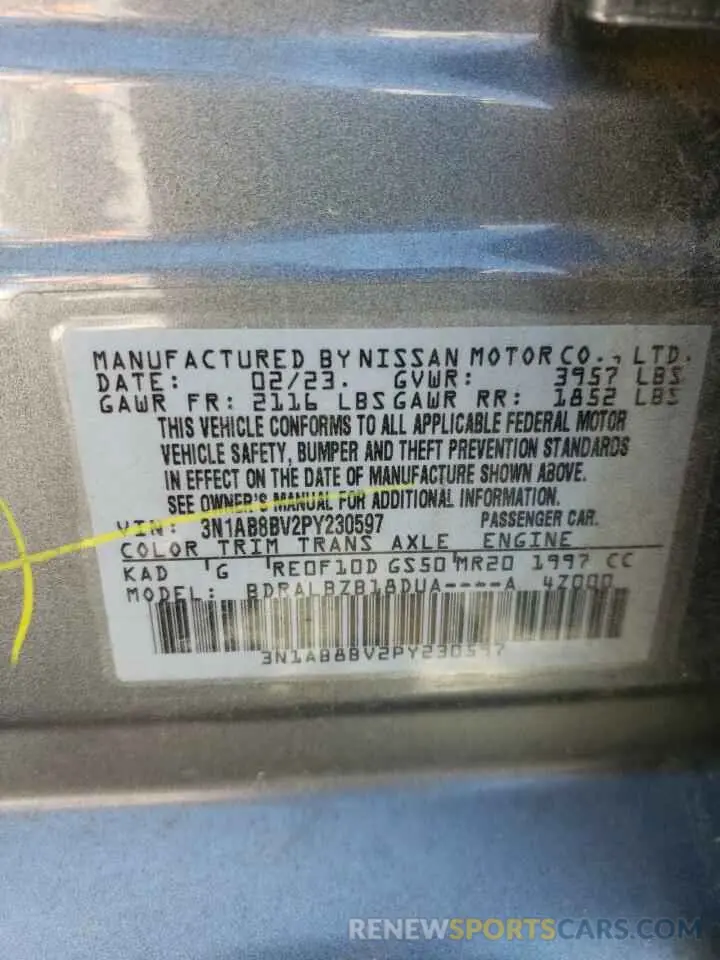 MANUFACTURED BY NISSAN MOTOR CO., LTD.
DATE: 02/23. GVWR: 3957 LBS
GAWR FR: 2116 LBS GAWR RR: 1852 LBS
THIS VEHICLE CONFORMS TO ALL APPLICABLE FEDERAL MOTOR
VEHICLE SAFETY, BUMPER AND THEFT PREVENTION STANDARDS
IN EFFECT ON THE DATE OF MANUFACTURE SHOWN ABOVE.
SEE OWNER'S MANUAL FOR ADDITIONAL INFORMATION.
VIN: 3N1AB8BV2PY230597 PASSENGER CAR.
COLOR TRIM TRANS AXLE ENGINE
KAD G RE0F10D GS50 MR20 1997 CC
MODEL: BDRALBZB18DUA----A 4Z000
3N1AB8BV2PY230597
RENEWSPORTSCARS.COM